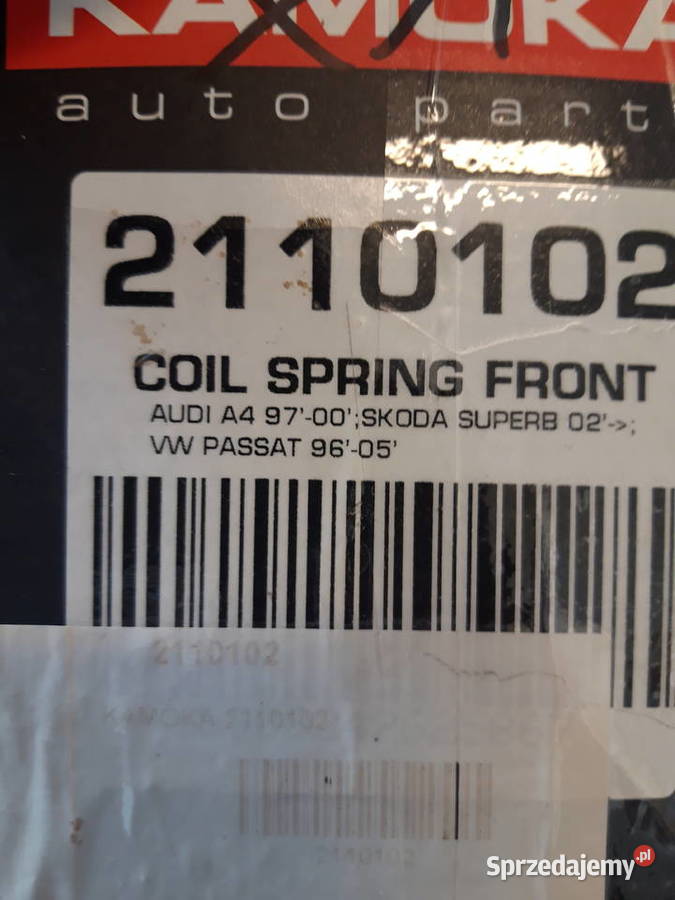 KAMOKA
auto part
2110102
COIL SPRING FRONT
AUDI A4 97'-00';SKODA SUPERB 02'->;
VW PASSAT 96'-05'
2110102
KAMOKA 2110102
2110102
Sprzedajemy.pl